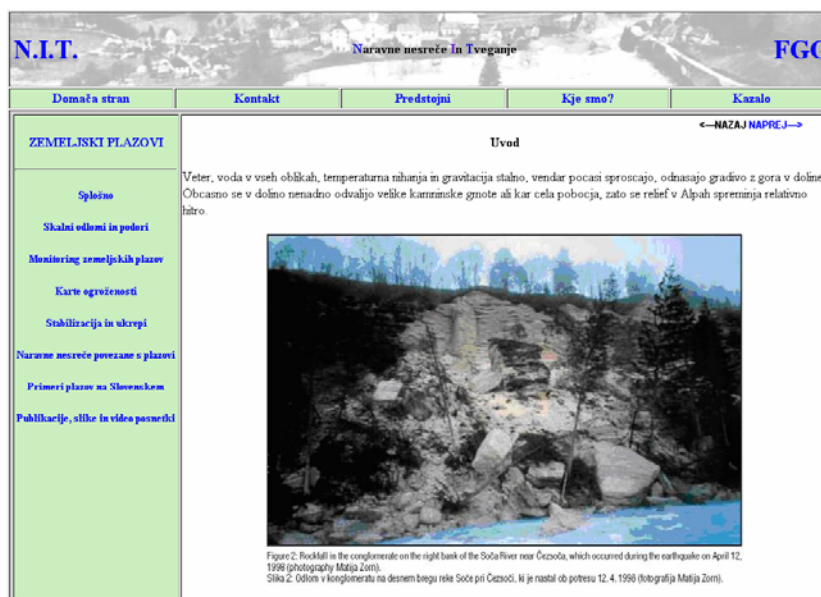 N.I.T.
Naravne nesreče In Tveganje
FGG
Domača stran
Kontakt
Predstojni
Kje smo?
Kazalo
ZEMELJSKI PLAZOVI
Splošno
Skalni odlomi in podori
Monitoring zemeljskih plazov
Karte ogroženosti
Stabilizacija in ukrepi
Naravne nesreče povezane s plazovi
Primeri plazov na Slovenskem
Publikacije, slike in video posnetki
<---NAZAJ NAPREJ--->
Uvod
Veter, voda v vseh oblikah, temperaturna nihanja in gravitacija stalno, vendar pocasi sproscajo, odnasajo gradivo z gora v doline
Obcasno se v dolino nenadno odvalijo velike kamninske gmote ali kar cela pobocja, zato se relief v Alpah spreminja relativno
hitro.
Figure 2: Rockfall in the conglomerate on the right bank of the Soča River near Čezsoča, which occurred during the earthquake on April 12,
1998 (photography Matija Zorn).
Slika 2: Odlom v konglomeratu na desnem bregu reke Soče pri Čezsoči, ki je nastal ob potresu 12. 4. 1998 (fotografija Matija Zorn).